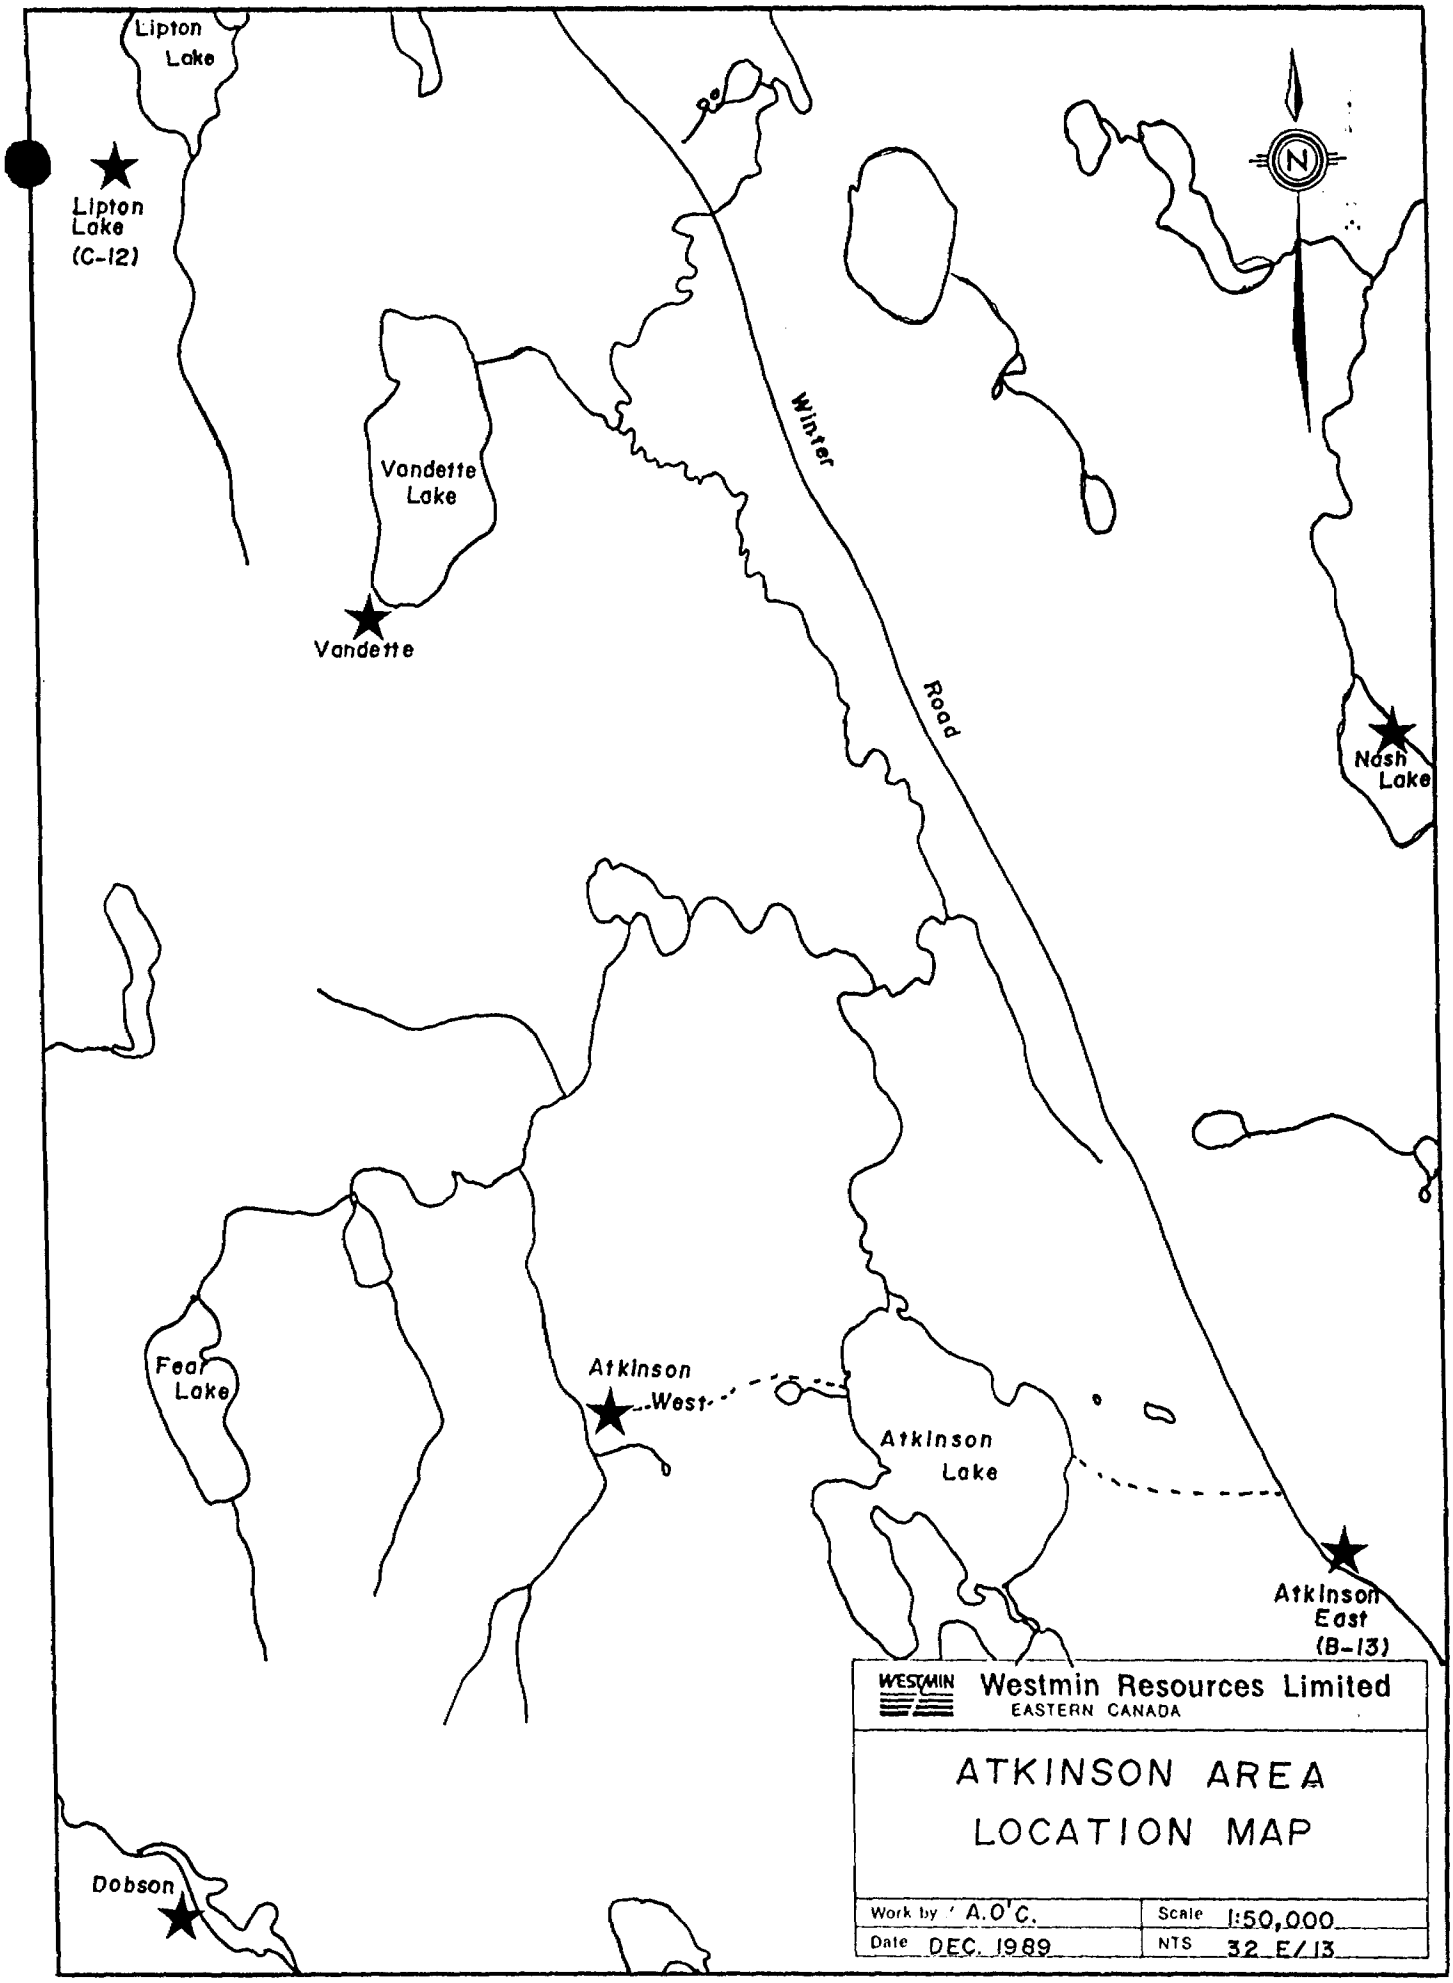 Lipton
Lake
N
Lipton
Lake
(C-12)
Winter
Vandette
Lake
Vandette
Road
Nash
Lake
Fear
Lake
Atkinson
West
Atkinson
Lake
Atkinson
East
(B-13)
WESTMIN Westmin Resources Limited
EASTERN CANADA
ATKINSON AREA
LOCATION MAP
Dobson
Work by A.O'C. Scale 1:50,000
Date DEC. 1989 NTS 32 E/13